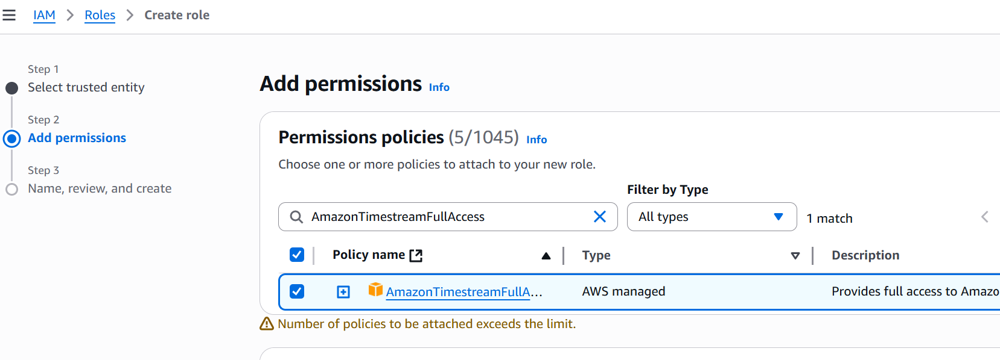 IAM > Roles > Create role
Step 1
Select trusted entity
Step 2
Add permissions
Step 3
Name, review, and create
Add permissions Info
Permissions policies (5/1045) Info
Choose one or more policies to attach to your new role.
Filter by Type
AmazonTimestreamFullAccess
All types
1 match
Policy name Type Description
AmazonTimestreamFullA... AWS managed Provides full access to Amazo
Number of policies to be attached exceeds the limit.